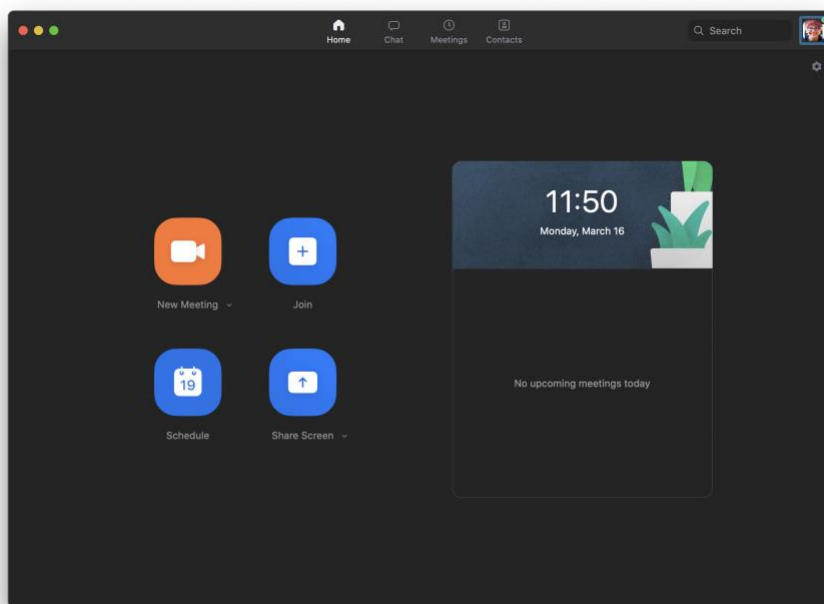 Home
Chat
Meetings
Contacts
Search
11:50
Monday, March 16
New Meeting
Join
19
Schedule
Share Screen
No upcoming meetings today